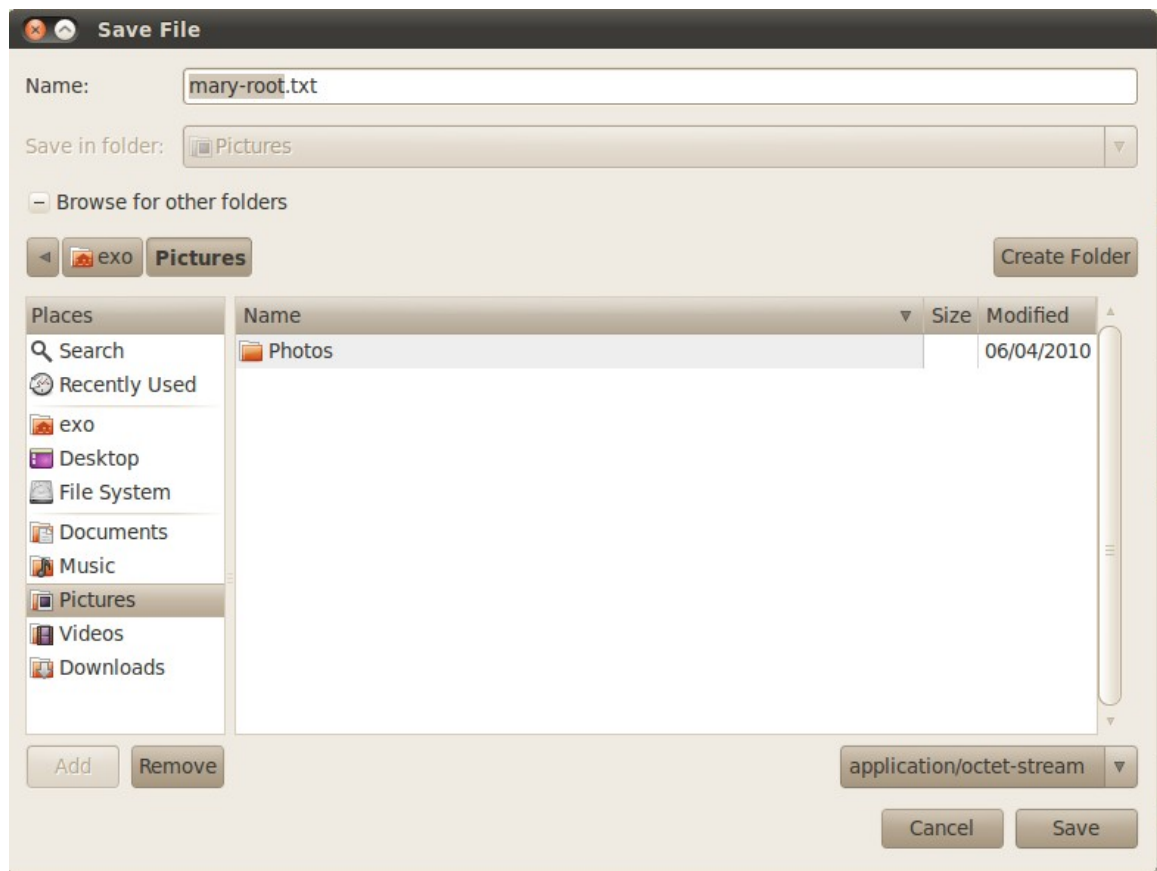 Save File
Name: mary-root.txt
Save in folder: Pictures
Browse for other folders
exo Pictures Create Folder
Places Name Size Modified
Search Photos 06/04/2010
Recently Used
exo
Desktop
File System
Documents
Music
Pictures
Videos
Downloads
Add Remove application/octet-stream
Cancel Save